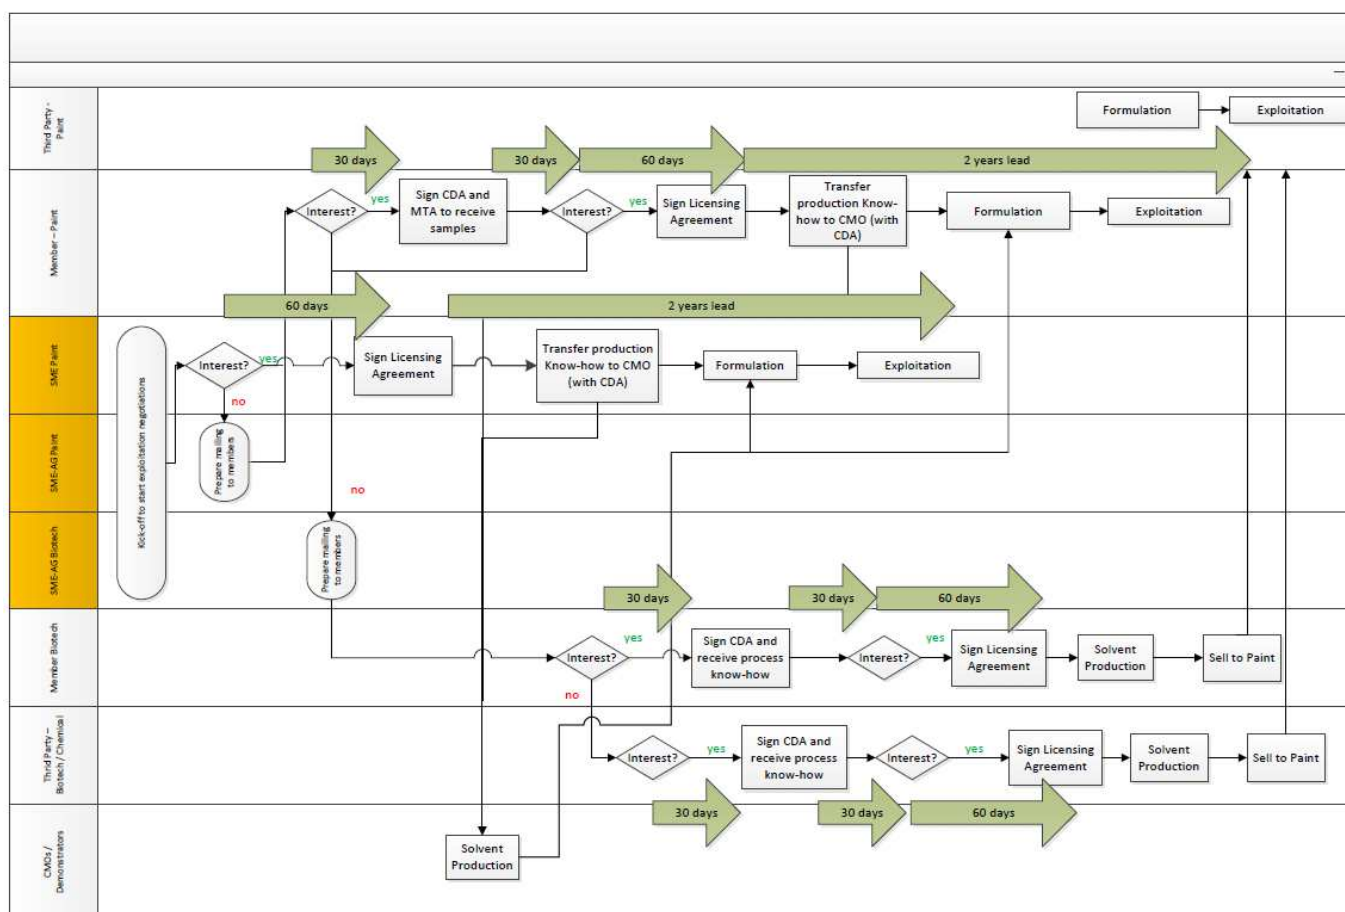 Third Party -
Paint
Formulation
Exploitation
30 days
30 days
60 days
2 years lead
Member – Paint
Interest?
yes
Sign CDA and
MTA to receive
samples
Interest?
yes
Sign Licensing
Agreement
Transfer
production Know-
how to CMO (with
CDA)
Formulation
Exploitation
60 days
2 years lead
SME Paint
Kick-off to start exploitation negotiations
Interest?
yes
Sign Licensing
Agreement
Transfer production
Know-how to CMO
(with CDA)
Formulation
Exploitation
no
SME-AG Paint
Prepare mailing
to members
no
SME-AG Biotech
Prepare mailing
to members
30 days
30 days
60 days
Member Biotech
Interest?
yes
Sign CDA and
receive process
know-how
Interest?
yes
Sign Licensing
Agreement
Solvent
Production
Sell to Paint
no
Thrid Party –
Biotech / Chemical
Interest?
yes
Sign CDA and
receive process
know-how
Interest?
yes
Sign Licensing
Agreement
Solvent
Production
Sell to Paint
30 days
30 days
60 days
CMOs /
Demonstrators
Solvent
Production